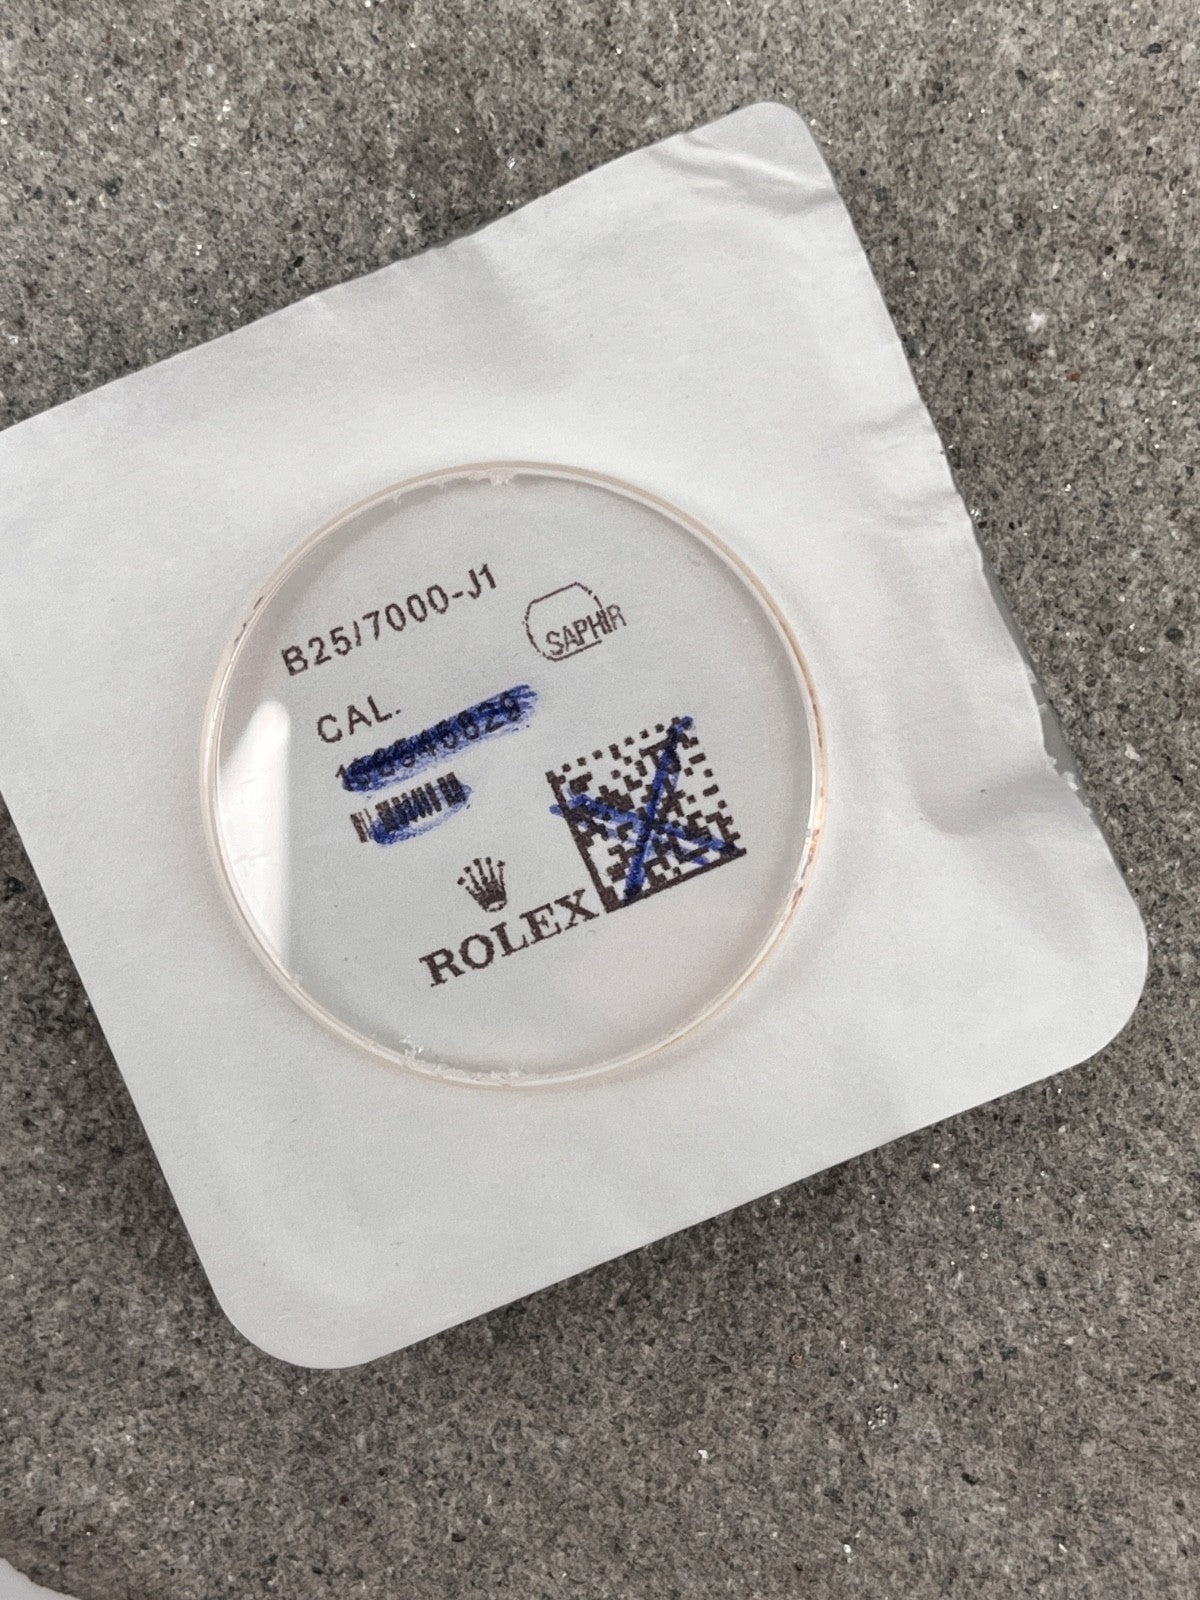 B25/7000-J1
SAPHIR
CAL.
ROLEX